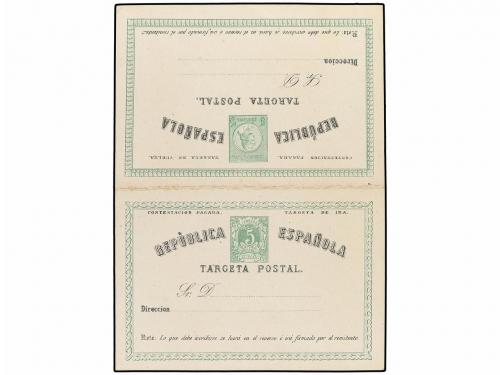 CONTESTACION PAGADA. TARGETA DE VUELTA.
REPÚBLICA ESPAÑOLA
TARGETA POSTAL.
Sr. D.
Direccion
Nota: Lo que debe escribirse se hará en el reverso é irá firmado por el remitente.
CONTESTACION PAGADA. TARGETA DE IDA.
REPÚBLICA 5 ESPAÑOLA
TARGETA POSTAL.
Sr. D.
Direccion
Nota: Lo que debe escribirse se hará en el reverso é irá firmado por el remitente.